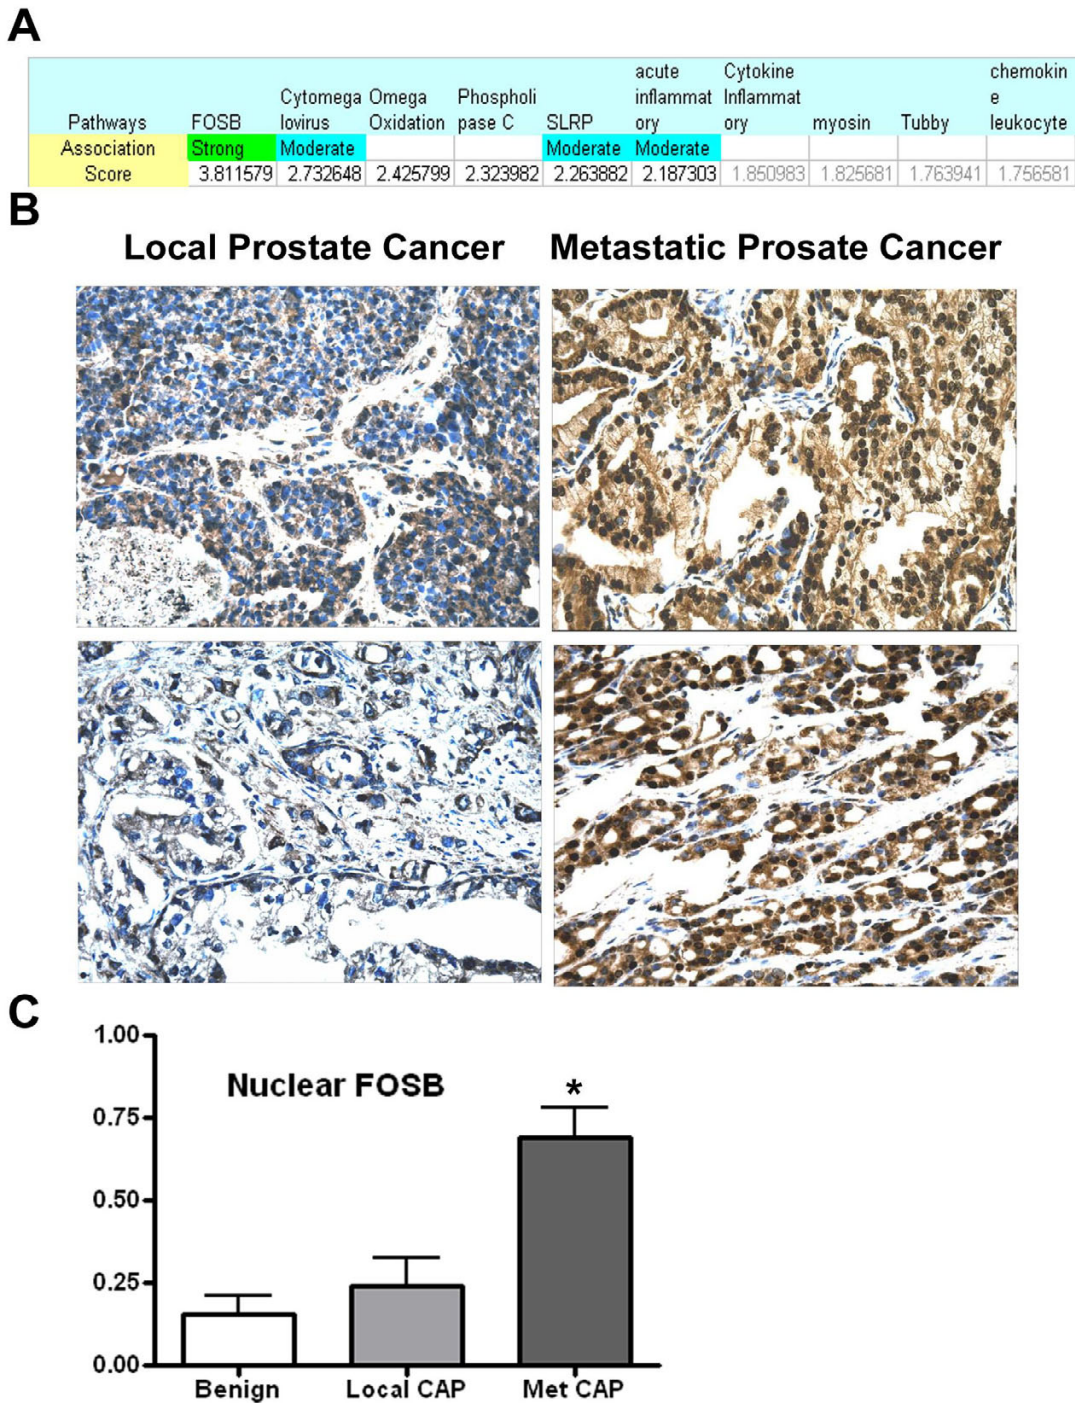 A
Pathways FOSB Cytomega lovirus Omega Oxidation Phospholi pase C SLRP acute inflammat ory Cytokine Inflammat ory myosin Tubby chemokin e leukocyte
Association Strong Moderate Moderate Moderate
Score 3.811579 2.732648 2.425799 2.323982 2.263882 2.187303 1.850983 1.825681 1.763941 1.756581
B
Local Prostate Cancer Metastatic Prosate Cancer
C
Nuclear FOSB
*
1.00
0.75
0.50
0.25
0.00
Benign Local CAP Met CAP